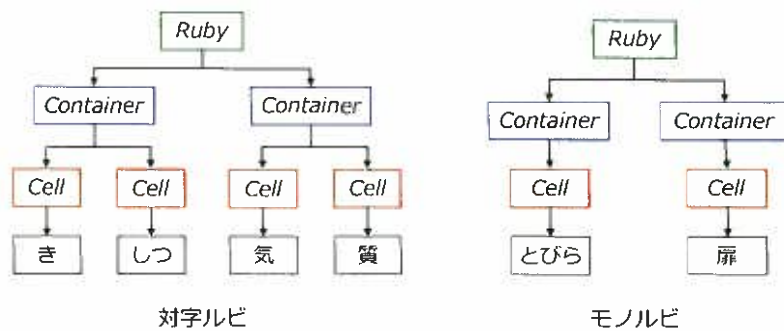 Ruby Ruby
Container Container Container Container
Cell Cell Cell Cell Cell Cell
き しつ 気 質 とびら 扉
対字ルビ モノルビ